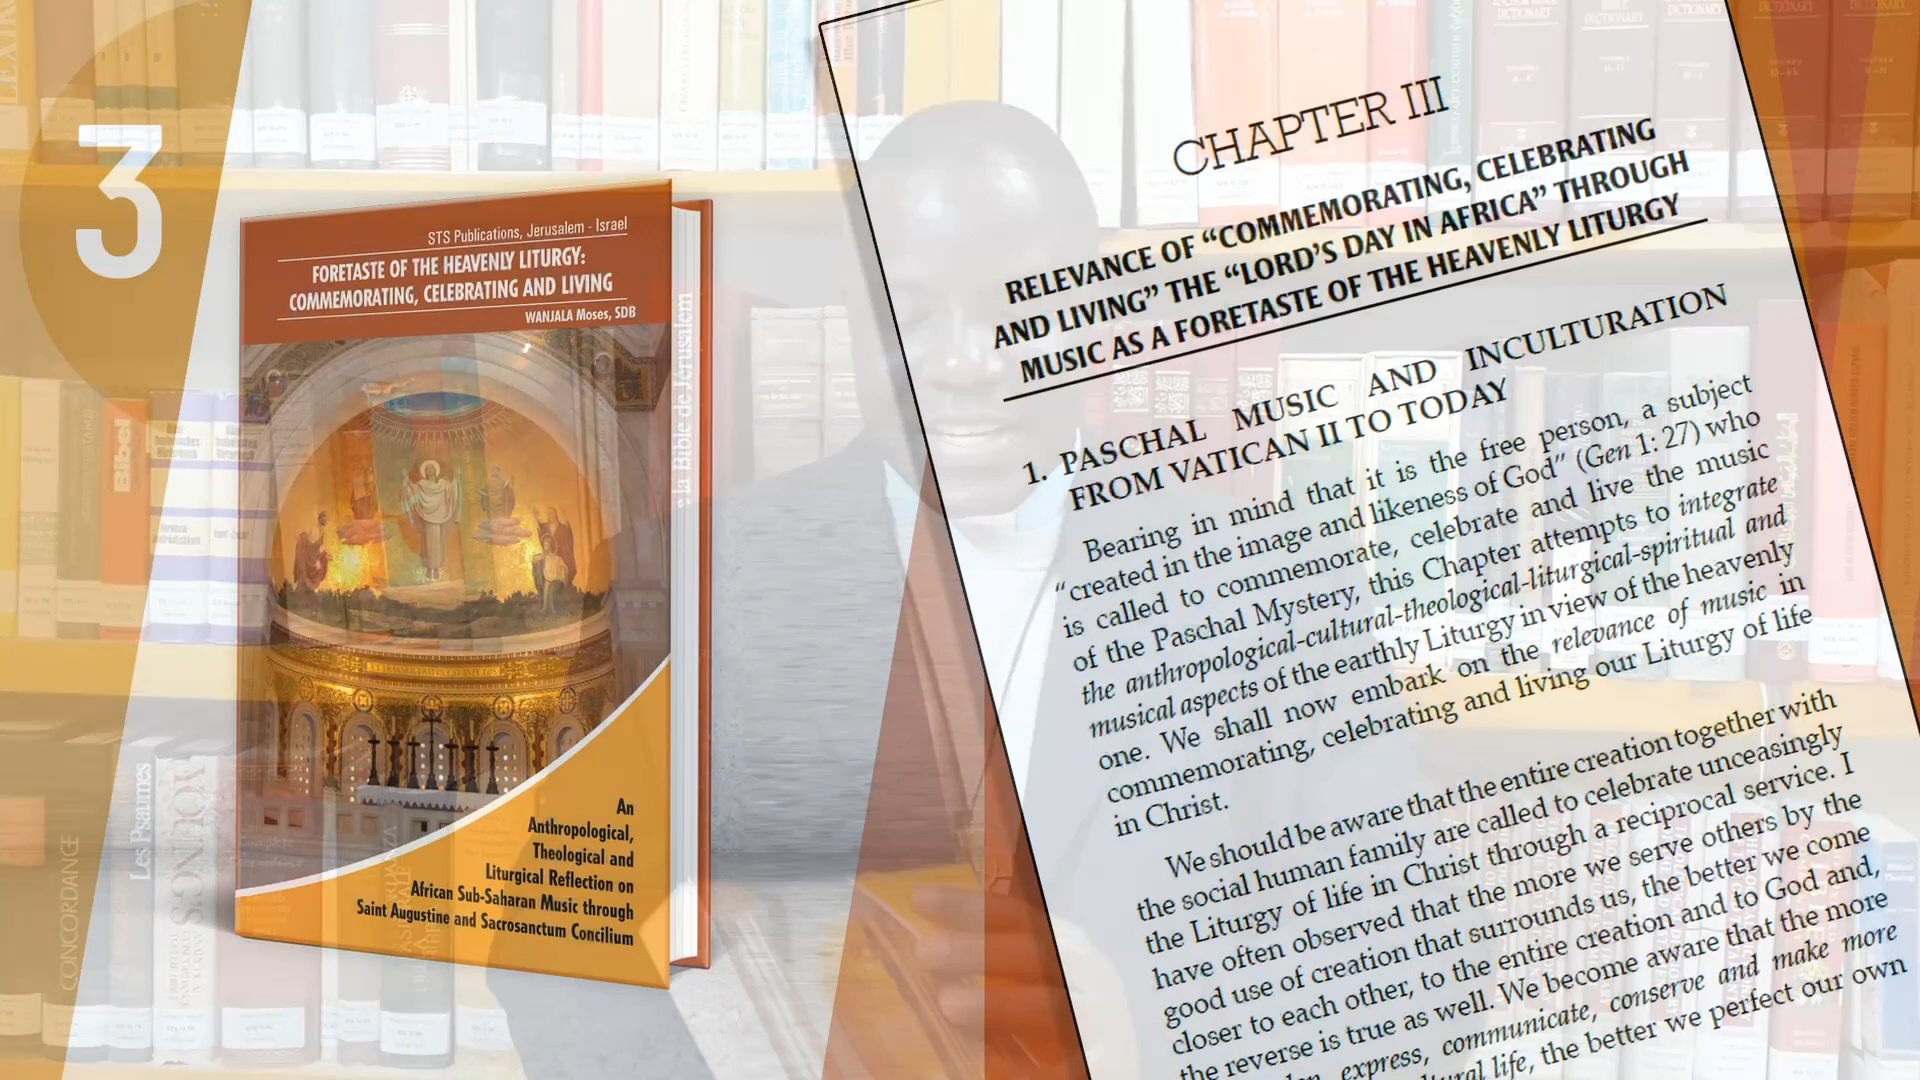 3
STS Publications, Jerusalem - Israel
FORETASTE OF THE HEAVENLY LITURGY:
COMMEMORATING, CELEBRATING AND LIVING
WANJALA Moses, SDB
An
Anthropological,
Theological and
Liturgical Reflection on
African Sub-Saharan Music through
Saint Augustine and Sacrosanctum Concilium
la Bible de Jerusalem
Bibel
Les Psaumes
YOUNG'S
CONCORDANCE
CHAPTER III
RELEVANCE OF “COMMEMORATING, CELEBRATING
AND LIVING” THE “LORD’S DAY IN AFRICA” THROUGH
MUSIC AS A FORETASTE OF THE HEAVENLY LITURGY
1. PASCHAL MUSIC AND INCULTURATION
FROM VATICAN II TO TODAY
Bearing in mind that it is the free person, a subject
“created in the image and likeness of God” (Gen 1: 27) who
is called to commemorate, celebrate and live the music
of the Paschal Mystery, this Chapter attempts to integrate
the anthropological-cultural-theological-liturgical-spiritual and
musical aspects of the earthly Liturgy in view of the heavenly
one. We shall now embark on the relevance of music in
commemorating, celebrating and living our Liturgy of life
in Christ.
We should be aware that the entire creation together with
the social human family are called to celebrate unceasingly
the Liturgy of life in Christ through a reciprocal service. I
have often observed that the more we serve others by the
good use of creation that surrounds us, the better we come
closer to each other, to the entire creation and to God and,
the reverse is true as well. We become aware that the more
express, communicate, conserve and make more
life, the better we perfect our own